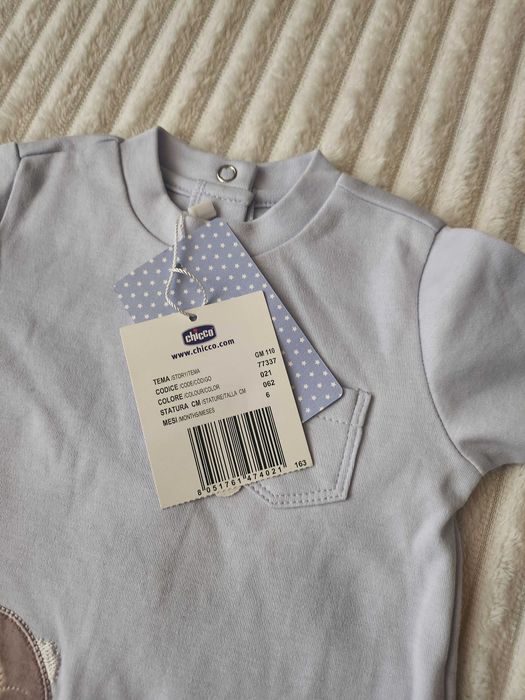 chicco
www.chicco.com
TEMA /STORY/TEMA GM 110
CODICE /CODE/CÓDIGO 77337
COLORE /COLOUR/COLOR 021
STATURA CM /STATURE/TALLA CM 062
MESI /MONTHS/MESES 6
8 051761 474021 163